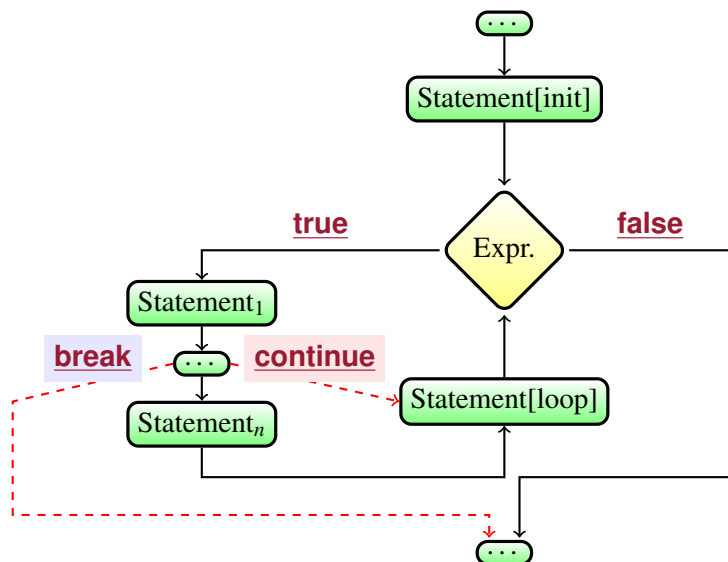 ...
Statement[init]
true
Expr.
false
Statement₁
break
...
continue
Statement[loop]
Statementₙ
...